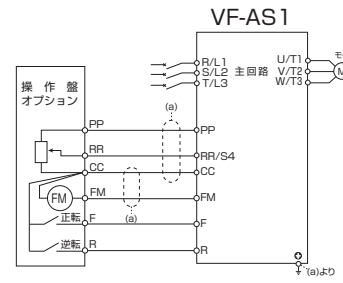 VF-AS1
R/L1
S/L2 主回路
T/L3
U/T1
V/T2
W/T3
モ
M
操作盤
オプション
(a)
PP
PP
RR
RR/S4
CC
CC
FM
FM
FM
(a)
正転 F
F
逆転 R
R
(a)より